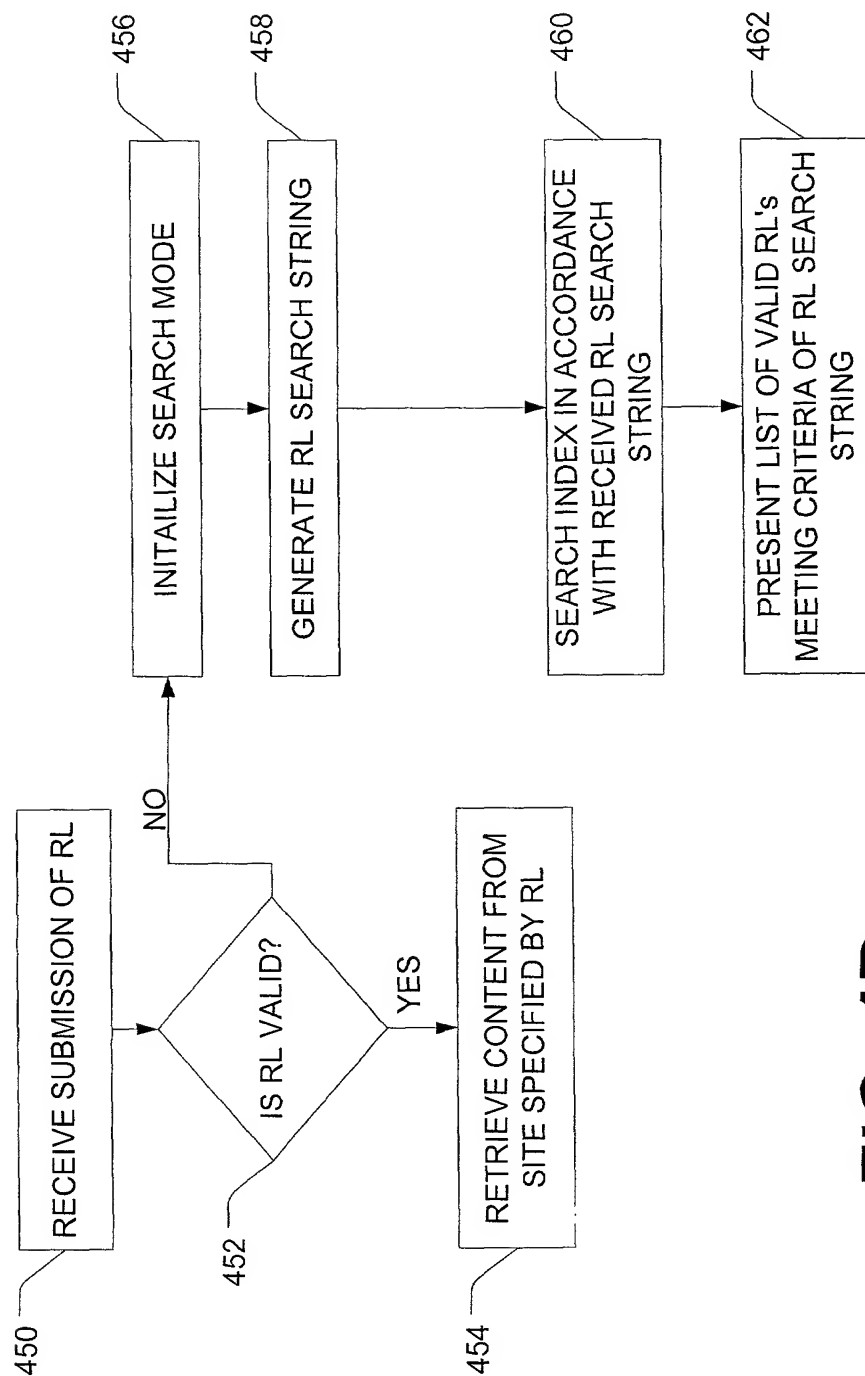 450
RECEIVE SUBMISSION OF RL
452
IS RL VALID?
NO
YES
454
RETRIEVE CONTENT FROM
SITE SPECIFIED BY RL
456
INITAILIZE SEARCH MODE
458
GENERATE RL SEARCH STRING
460
SEARCH INDEX IN ACCORDANCE
WITH RECEIVED RL SEARCH
STRING
462
PRESENT LIST OF VALID RL's
MEETING CRITERIA OF RL SEARCH
STRING
FIG.